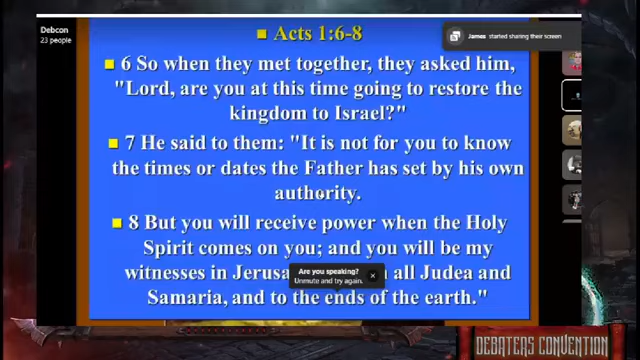 Debcon
23 people
James started sharing their screen
Acts 1:6-8
6 So when they met together, they asked him,
"Lord, are you at this time going to restore the
kingdom to Israel?"
7 He said to them: "It is not for you to know
the times or dates the Father has set by his own
authority.
8 But you will receive power when the Holy
Spirit comes on you; and you will be my
witnesses in all Judea and
Samaria, and to the ends of the earth."
Are you speaking?
Unmute and try again.
DEBATERS CONVENTION